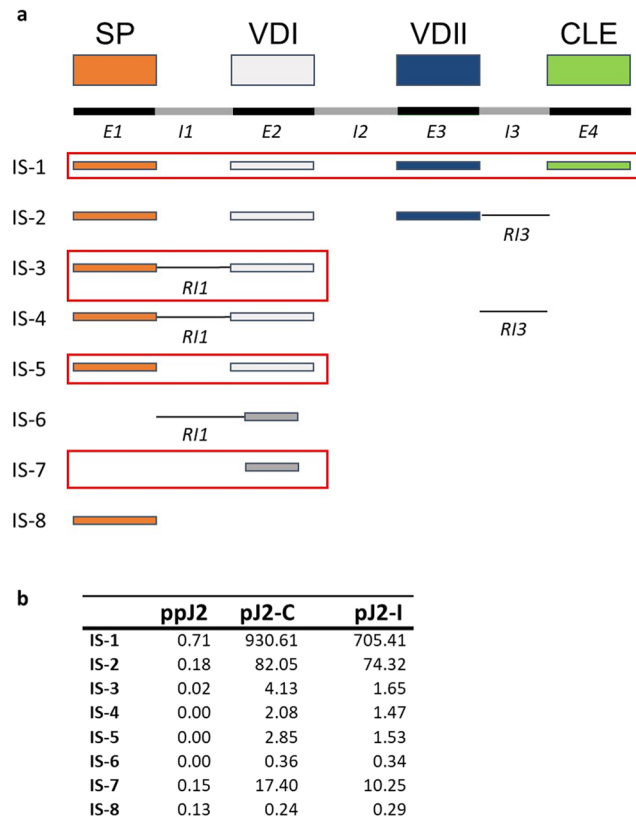 a
SP VDI VDII CLE
E1 I1 E2 I2 E3 I3 E4
IS-1
IS-2
RI3
IS-3
RI1
IS-4
RI1 RI3
IS-5
IS-6
RI1
IS-7
IS-8
b
ppJ2 pJ2-C pJ2-I
IS-1 0.71 930.61 705.41
IS-2 0.18 82.05 74.32
IS-3 0.02 4.13 1.65
IS-4 0.00 2.08 1.47
IS-5 0.00 2.85 1.53
IS-6 0.00 0.36 0.34
IS-7 0.15 17.40 10.25
IS-8 0.13 0.24 0.29